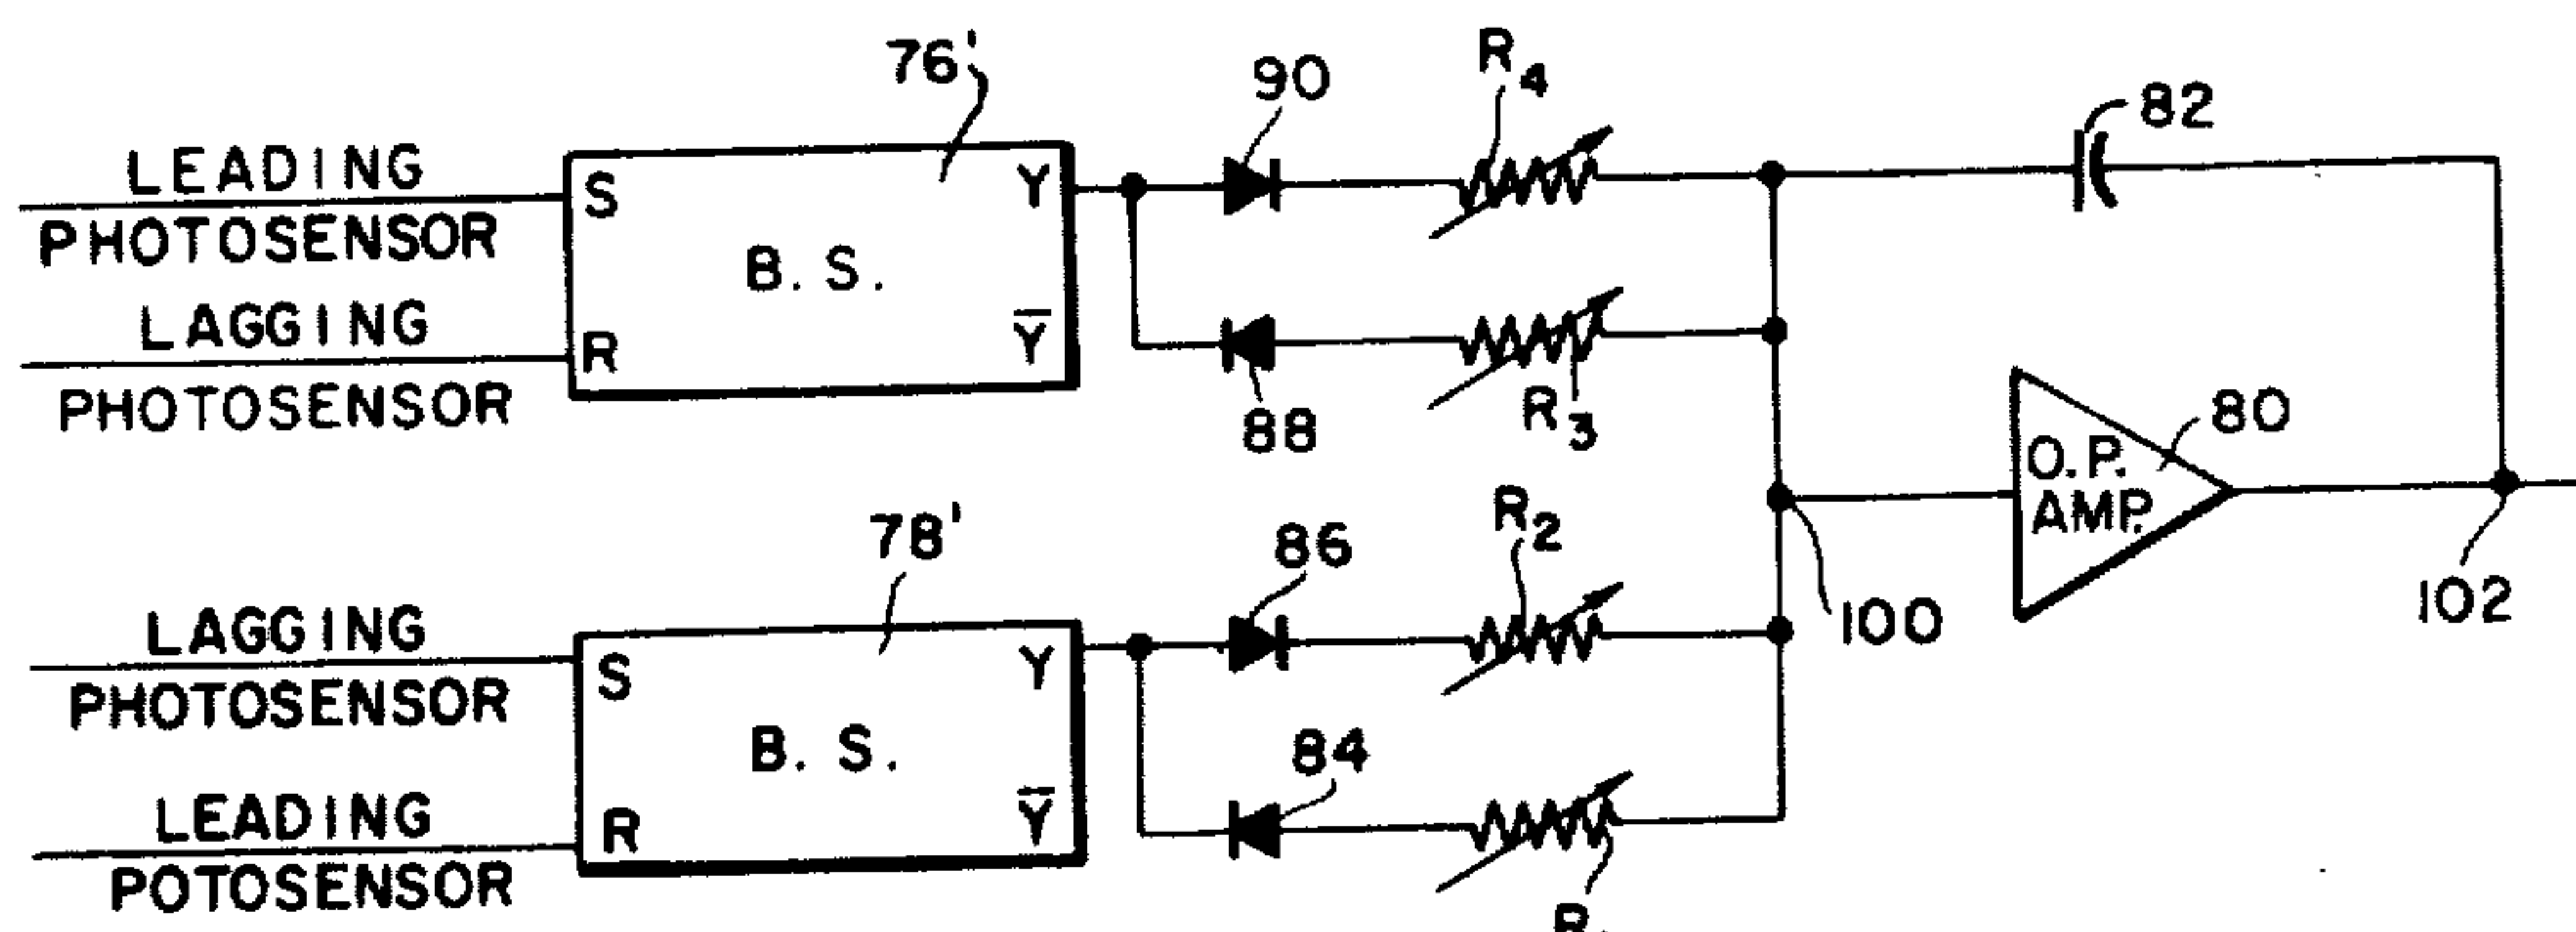 76'
90
R4
82
LEADING
PHOTOSENSOR
S
Y
B. S.
LAGGING
PHOTOSENSOR
R
Y̅
88
R3
O.P.
AMP.
80
78'
86
R2
100
102
LAGGING
PHOTOSENSOR
S
Y
B. S.
84
LEADING
POTOSENSOR
R
Y̅
R